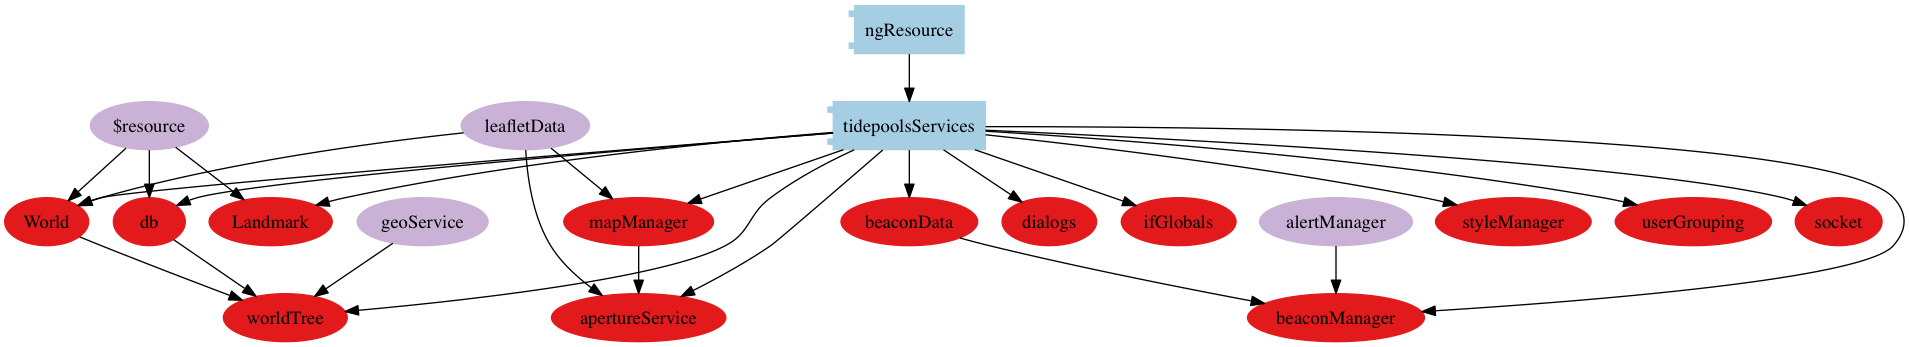 ngResource
$resource
leafletData
tidepoolsServices
World
db
Landmark
geoService
mapManager
beaconData
dialogs
ifGlobals
alertManager
styleManager
userGrouping
socket
worldTree
apertureService
beaconManager